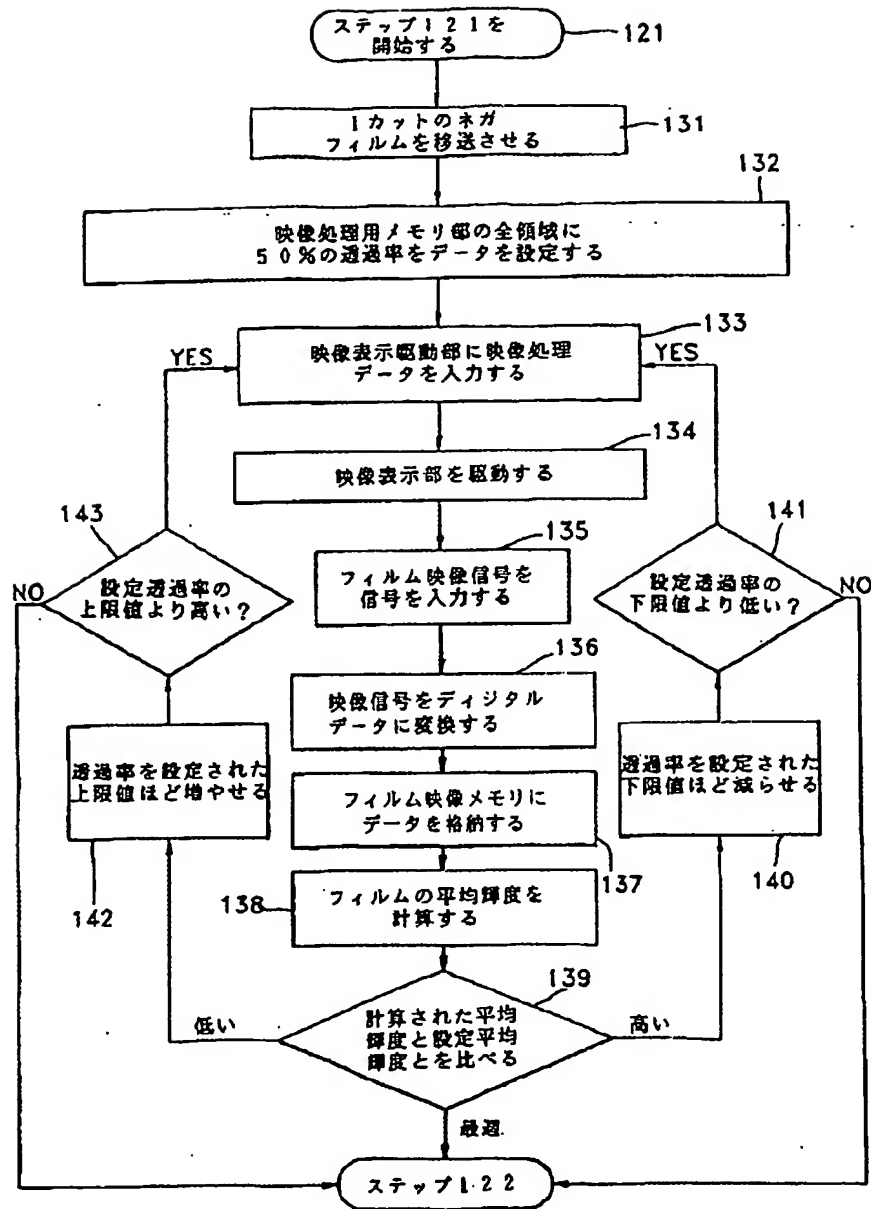 ステップ121を
開始する
121
1カットのネガ
フィルムを移送させる
131
132
映像処理用メモリ部の全領域に
50%の透過率をデータを設定する
133
YES
映像表示駆動部に映像処理
データを入力する
YES
134
映像表示部を駆動する
143
135
141
NO
設定透過率の
上限値より高い?
フィルム映像信号を
信号を入力する
設定透過率の
下限値より低い?
NO
136
映像信号をディジタル
データに変換する
透過率を設定された
上限値ほど増やせる
142
フィルム映像メモリに
データを格納する
137
透過率を設定された
下限値ほど減らせる
140
138
フィルムの平均輝度を
計算する
139
低い
計算された平均
輝度と設定平均
輝度とを比べる
高い
最適
ステップ122